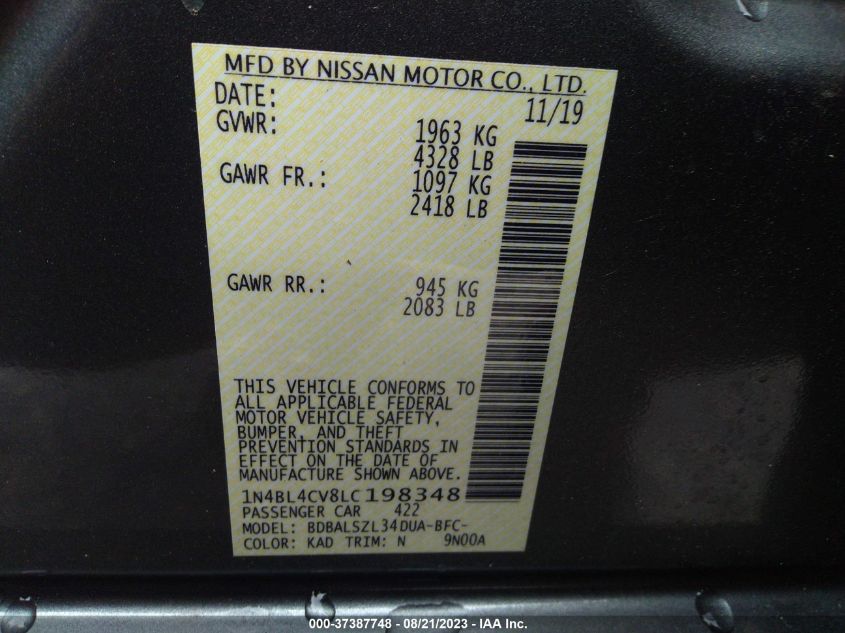 MFD BY NISSAN MOTOR CO., LTD.
DATE: 11/19
GVWR: 1963 KG
4328 LB
GAWR FR.: 1097 KG
2418 LB
GAWR RR.: 945 KG
2083 LB
THIS VEHICLE CONFORMS TO
ALL APPLICABLE FEDERAL
MOTOR VEHICLE SAFETY,
BUMPER, AND THEFT
PREVENTION STANDARDS IN
EFFECT ON THE DATE OF
MANUFACTURE SHOWN ABOVE.
1N4BL4CV8LC198348
PASSENGER CAR 422
MODEL: BDBALSZL34DUA-BFC-
COLOR: KAD TRIM: N 9N00A
000-37387748 - 08/21/2023 - IAA Inc.